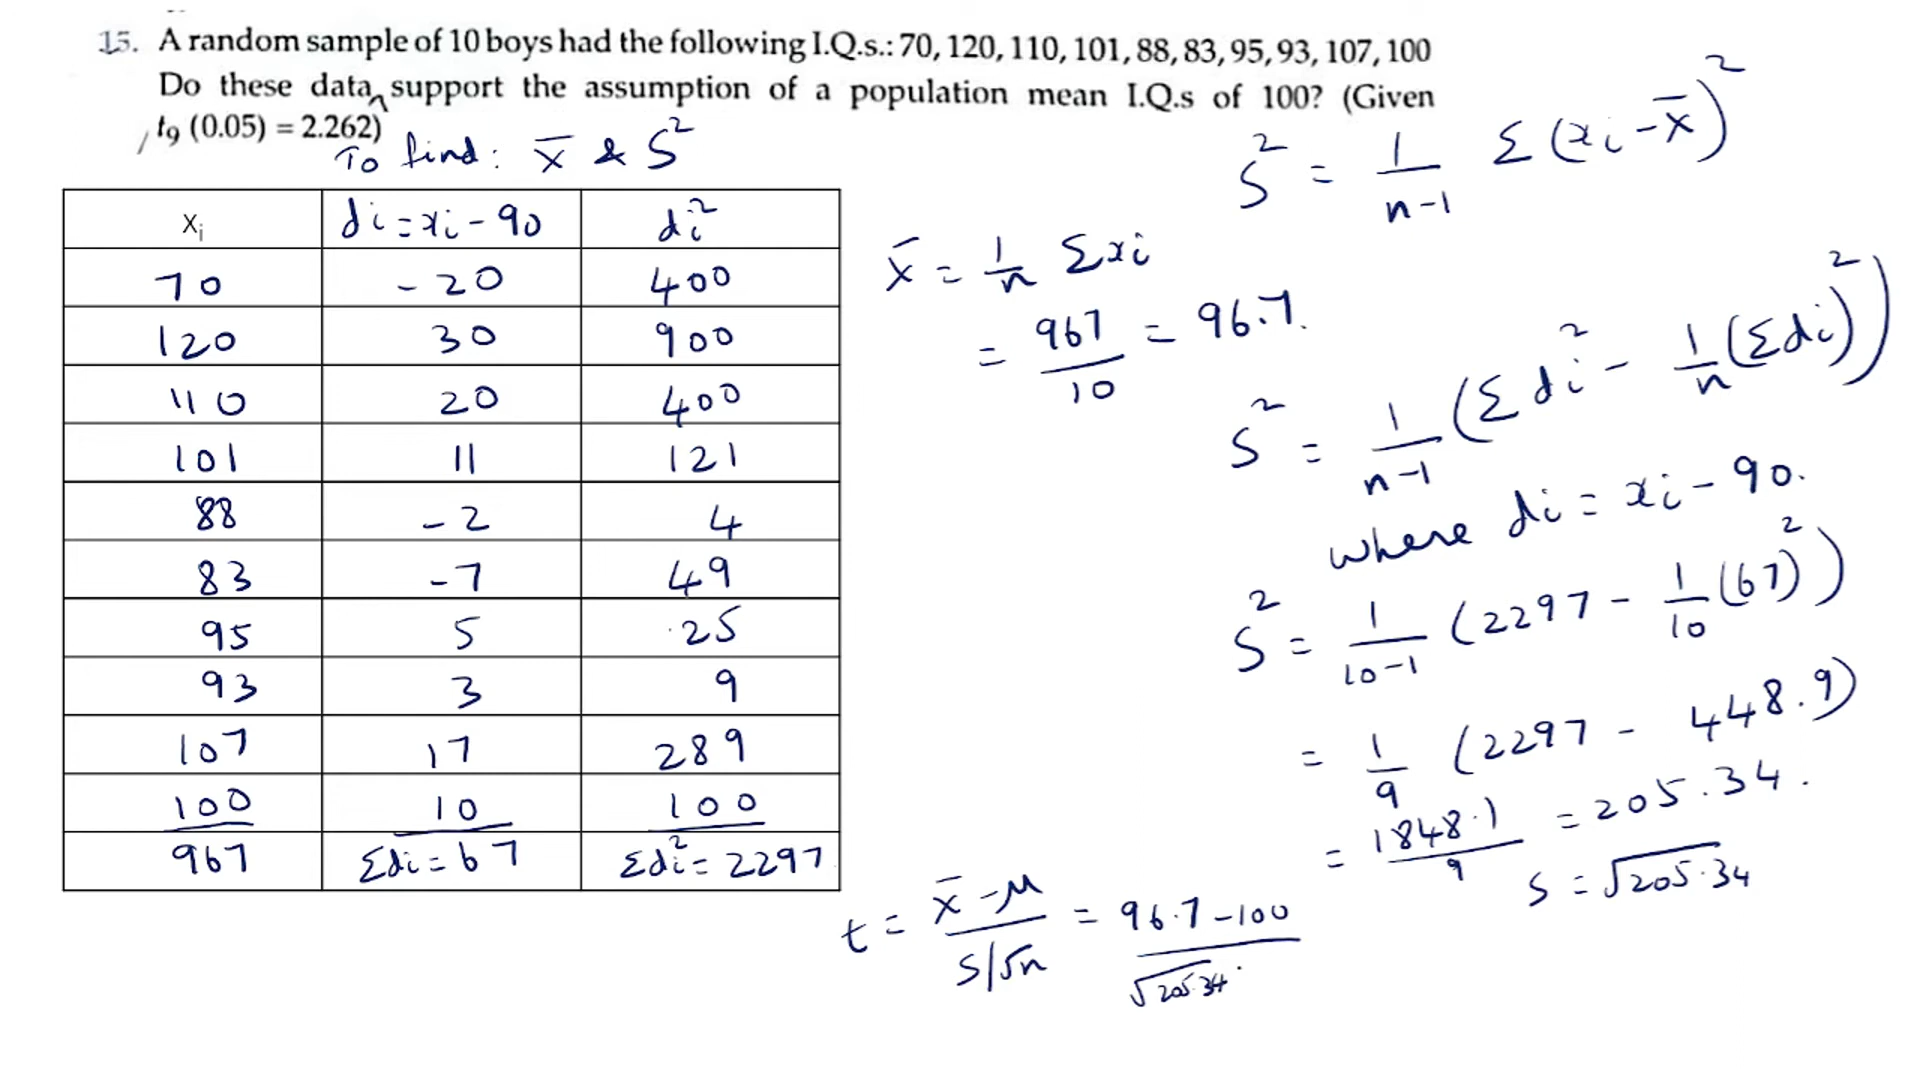 15. A random sample of 10 boys had the following I.Q.s.: 70, 120, 110, 101, 88, 83, 95, 93, 107, 100
Do these data support the assumption of a population mean I.Q.s of 100? (Given
t₉ (0.05) = 2.262)
To find: x̄ & S²
xᵢ dᵢ = xᵢ - 90 dᵢ²
70 -20 400
120 30 900
110 20 400
101 11 121
88 -2 4
83 -7 49
95 5 25
93 3 9
107 17 289
100 10 100
967 Σdᵢ = 67 Σdᵢ² = 2297
x̄ = 1/n Σxᵢ
= 967/10 = 96.7.
S² = 1/(n-1) Σ(xᵢ - x̄)²
S² = 1/(n-1) (Σdᵢ² - 1/n (Σdᵢ)²)
where dᵢ = xᵢ - 90.
S² = 1/(10-1) (2297 - 1/10 (67)²)
= 1/9 (2297 - 448.9)
= 1848.1/9 = 205.34.
S = √205.34
t = (x̄ - μ)/(S/√n) = (96.7 - 100)/√205.34